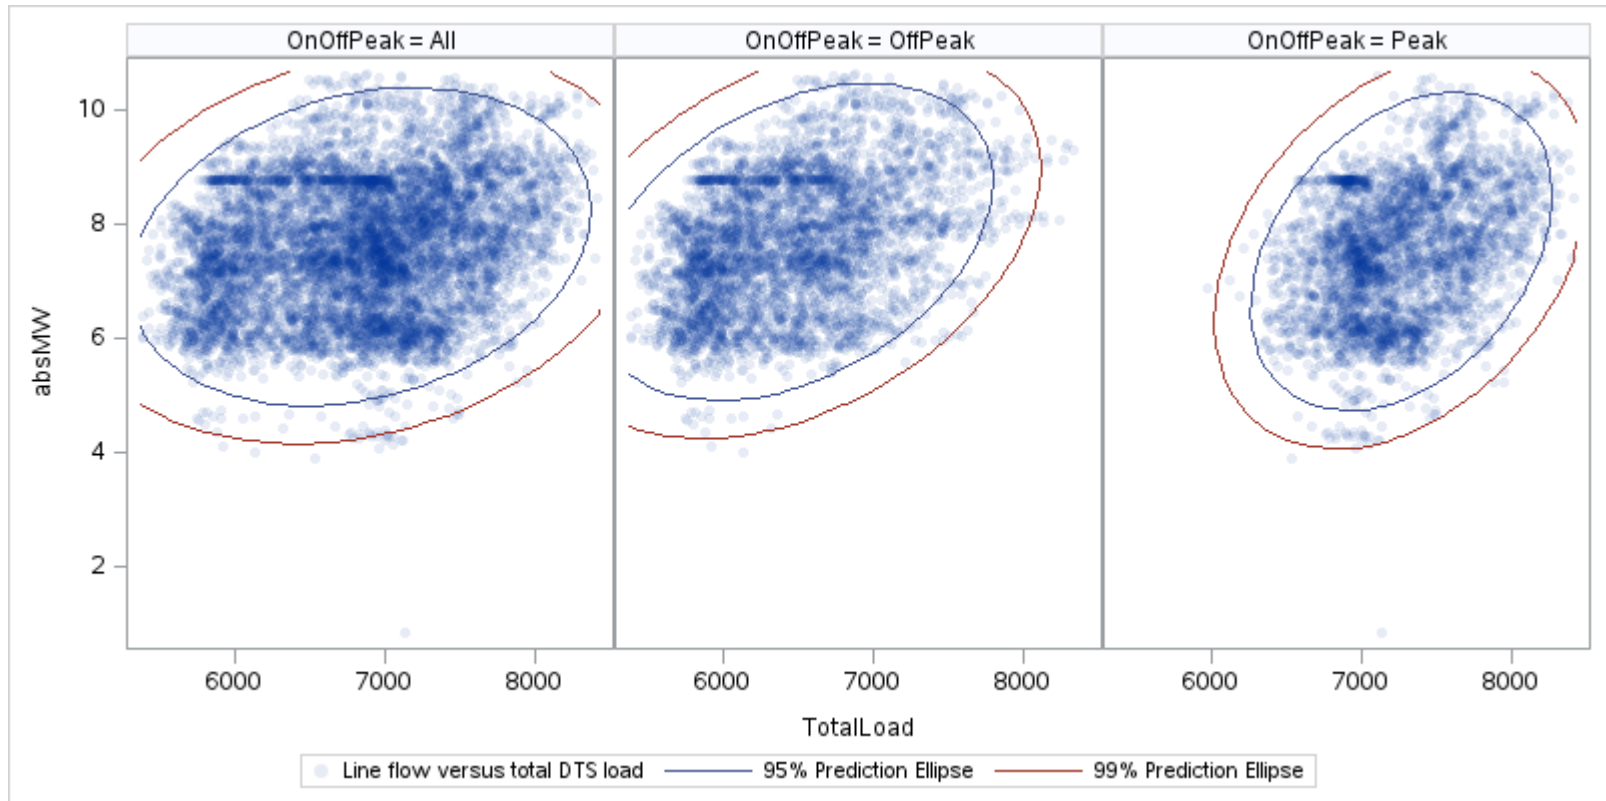 OnOffPeak = All
OnOffPeak = OffPeak
OnOffPeak = Peak
10
8
6
4
2
absMW
6000 7000 8000
6000 7000 8000
6000 7000 8000
TotalLoad
Line flow versus total DTS load
95% Prediction Ellipse
99% Prediction Ellipse